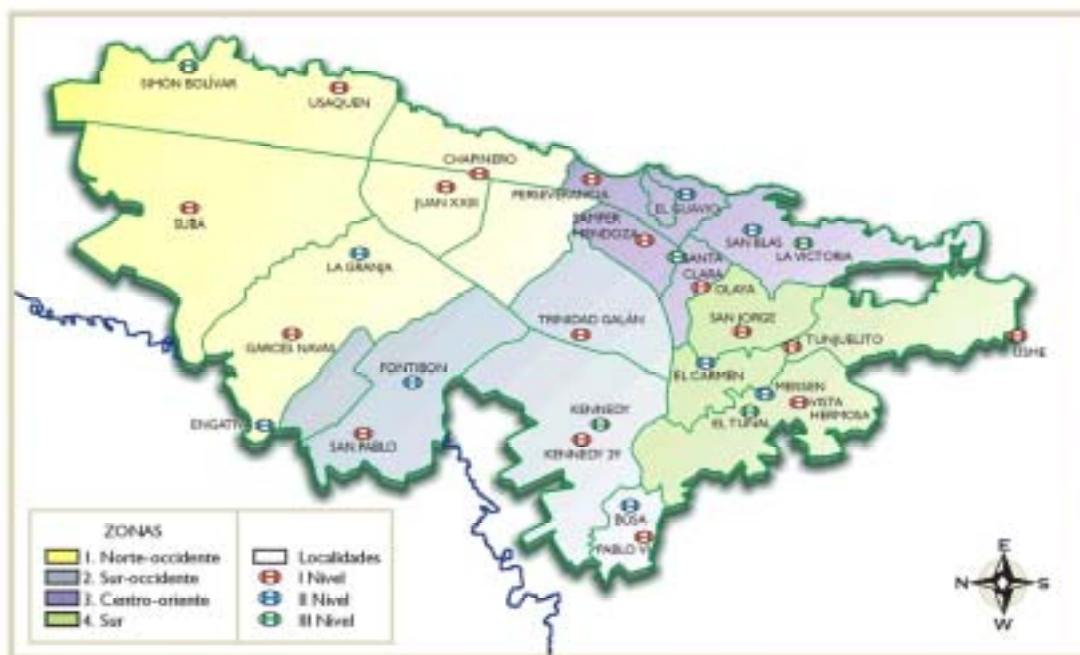 SIMÓN BOLÍVAR
USAQUEN
CHAPINERO
JUAN XXIII
PERSEVERANCIA
EL GUAVIO
SUBA
SAMPER
MENDOZA
SAN BLAS
LA VICTORIA
SANTA
CLARA
LA GRANJA
OLAYA
TRINIDAD GALÁN
SAN JORGE
GARCES NAVAS
TUNJUELITO
USME
FONTIBON
EL CARMEN
MEISSEN
VISTA
HERMOSA
KENNEDY
EL TUNAL
ENGATIVA
SAN PABLO
KENNEDY 29
BOSA
PABLO VI
ZONAS
1. Norte-occidente
2. Sur-occidente
3. Centro-oriente
4. Sur
Localidades
I Nivel
II Nivel
III Nivel
E
N S
W